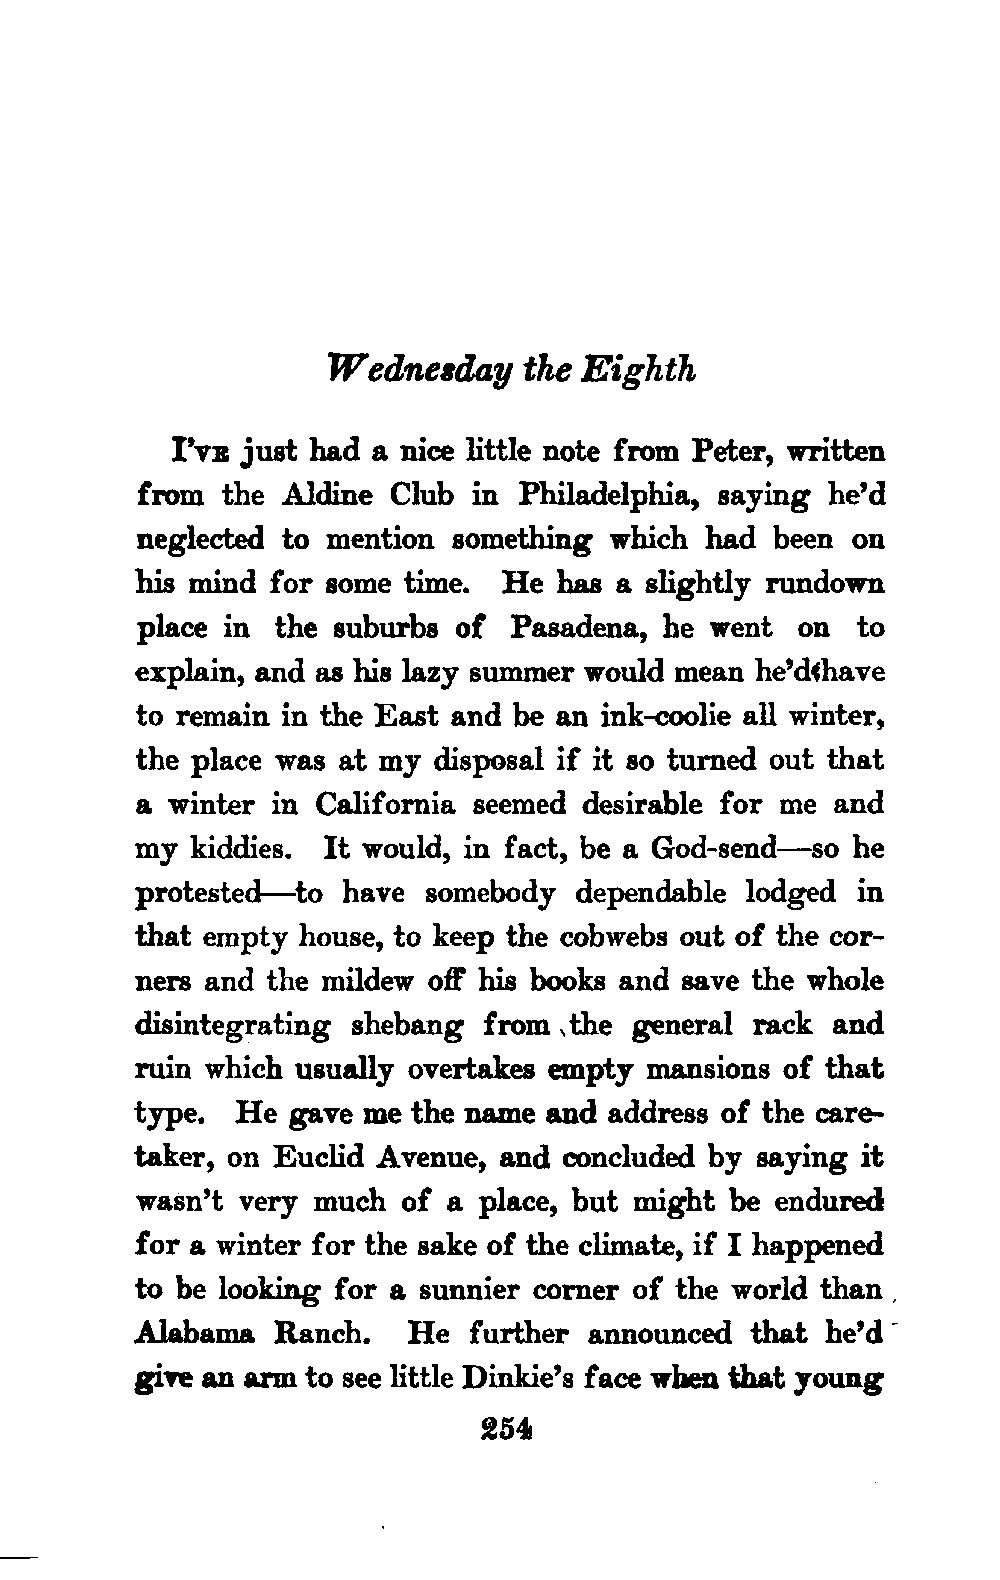 Wednesday the Eighth
I'VE just had a nice little note from Peter, written
from the Aldine Club in Philadelphia, saying he'd
neglected to mention something which had been on
his mind for some time. He has a slightly rundown
place in the suburbs of Pasadena, he went on to
explain, and as his lazy summer would mean he'd have
to remain in the East and be an ink-coolie all winter,
the place was at my disposal if it so turned out that
a winter in California seemed desirable for me and
my kiddies. It would, in fact, be a God-send—so he
protested—to have somebody dependable lodged in
that empty house, to keep the cobwebs out of the cor-
ners and the mildew off his books and save the whole
disintegrating shebang from the general rack and
ruin which usually overtakes empty mansions of that
type. He gave me the name and address of the care-
taker, on Euclid Avenue, and concluded by saying it
wasn't very much of a place, but might be endured
for a winter for the sake of the climate, if I happened
to be looking for a sunnier corner of the world than
Alabama Ranch. He further announced that he'd
give an arm to see little Dinkie's face when that young
254